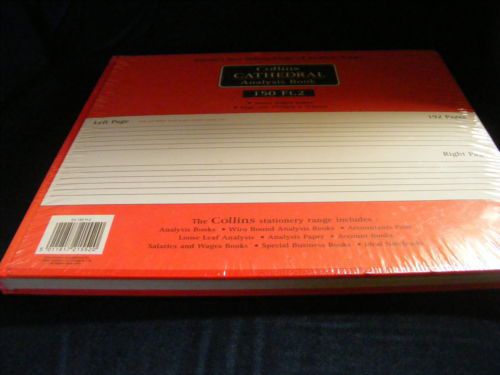 Collins
CATHEDRAL
Analysis Book
150 Ft.2
Left Page
192 Pages
Right Page
The Collins stationery range includes
Analysis Books • Wire Bound Analysis Books • Accountants Print
Loose Leaf Analysis • Analysis Paper • Account Books
Salaries and Wages Books • Special Business Books • Ideal Notebooks